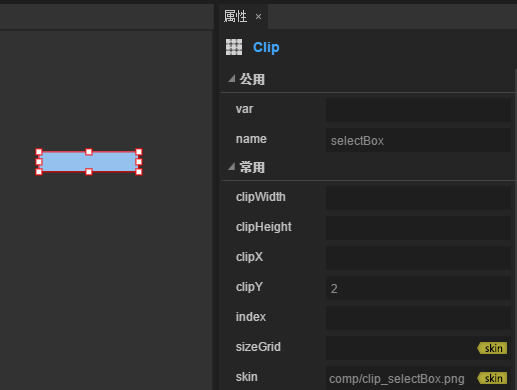 属性 ×
Clip
公用
var
name selectBox
常用
clipWidth
clipHeight
clipX
clipY 2
index
sizeGrid skin
skin comp/clip_selectBox.png skin